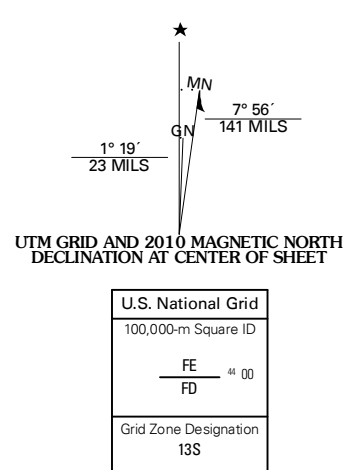 ★
MN
7° 56´
141 MILS
GN
1° 19´
23 MILS
UTM GRID AND 2010 MAGNETIC NORTH
DECLINATION AT CENTER OF SHEET
U.S. National Grid
100,000-m Square ID
FE
44 00
FD
Grid Zone Designation
13S